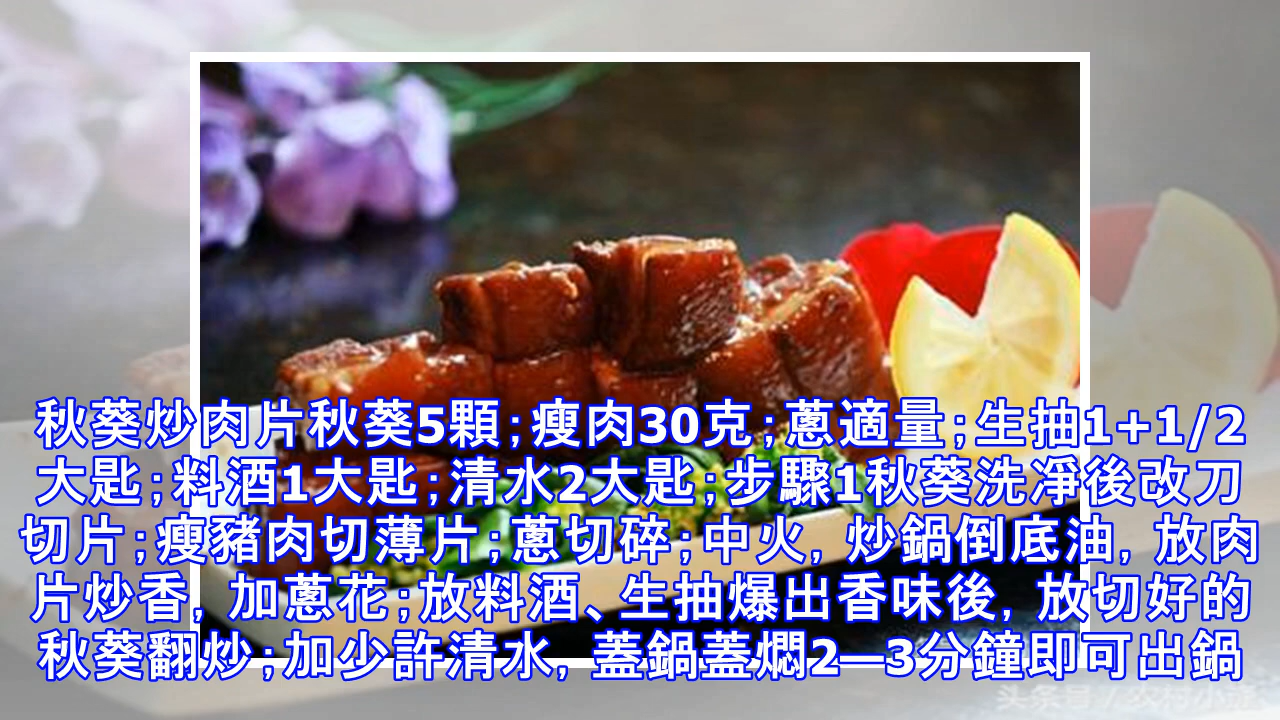 秋葵炒肉片秋葵5顆;瘦肉30克;蔥適量;生抽1+1/2
大匙;料酒1大匙;清水2大匙;步驟1秋葵洗凈後改刀
切片;瘦豬肉切薄片;蔥切碎;中火, 炒鍋倒底油, 放肉
片炒香, 加蔥花;放料酒、生抽爆出香味後, 放切好的
秋葵翻炒;加少許清水, 蓋鍋蓋燜2—3分鐘即可出鍋
头条号